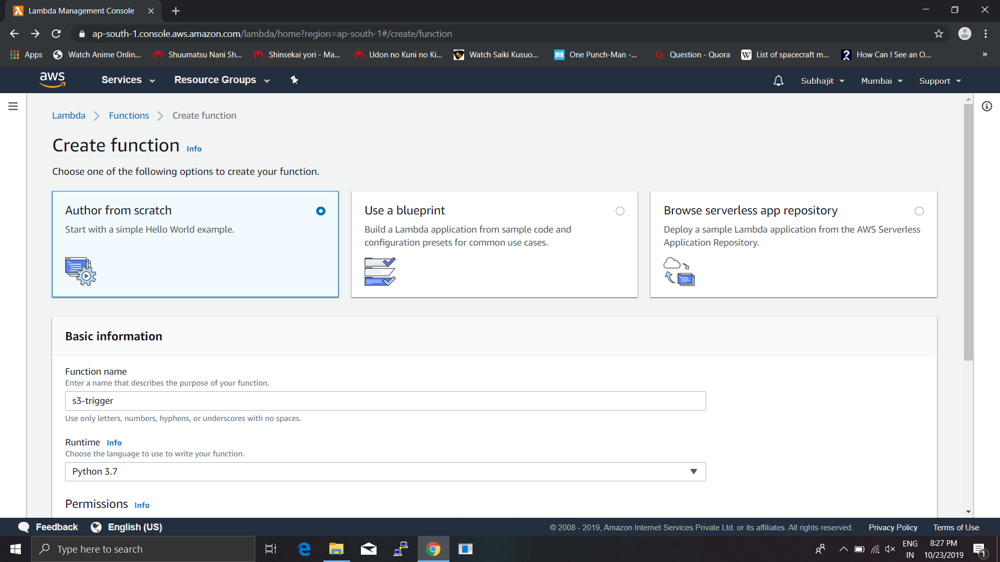 Lambda Management Console
ap-south-1.console.aws.amazon.com/lambda/home?region=ap-south-1#/create/function
Apps Watch Anime Onlin... Shuumatsu Nani Sh... Shinsekai yori - Ma... Udon no Kuni no Ki... Watch Saiki Kusuo... MR One Punch-Man -... Question - Quora W List of spacecraft m... How Can I See an O... »
aws Services Resource Groups Subhajit Mumbai Support
Lambda Functions Create function
Create function Info
Choose one of the following options to create your function.
Author from scratch
Start with a simple Hello World example.
Use a blueprint
Build a Lambda application from sample code and
configuration presets for common use cases.
Browse serverless app repository
Deploy a sample Lambda application from the AWS Serverless
Application Repository.
Basic information
Function name
Enter a name that describes the purpose of your function.
s3-trigger
Use only letters, numbers, hyphens, or underscores with no spaces.
Runtime Info
Choose the language to use to write your function.
Python 3.7
Permissions Info
Feedback English (US) © 2008 - 2019, Amazon Internet Services Private Ltd. or its affiliates. All rights reserved. Privacy Policy Terms of Use
Type here to search
ENG
IN
8:27 PM
10/23/2019
1